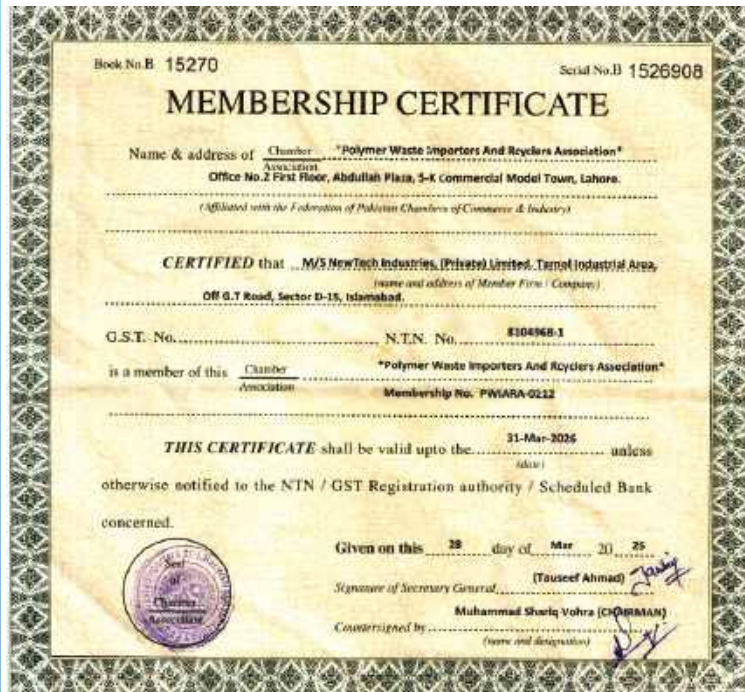 Book No.B 15270
Serial No.B 1526908
MEMBERSHIP CERTIFICATE
Name & address of Chamber Association "Polymer Waste Importers And Rcyclers Association"
Office No.2 First Floor, Abdullah Plaza, 5-K Commercial Model Town, Lahore.
(Affiliated with the Federation of Pakistan Chambers of Commerce & Industry)
CERTIFIED that M/S NewTech Industries, (Private) Limited, Tarnol Industrial Area,
(name and address of Member Firm / Company)
Off G.T Road, Sector D-15, Islamabad.
G.S.T. No. N.T.N. No. 8104968-1
is a member of this Chamber Association "Polymer Waste Importers And Rcyclers Association"
Membership No. PWIARA-0212
THIS CERTIFICATE shall be valid upto the 31-Mar-2026 unless
(date)
otherwise notified to the NTN / GST Registration authority / Scheduled Bank
concerned.
Given on this 28 day of Mar 20 25
Signature of Secretary General (Tauseef Ahmad)
Muhammad Shariq Vohra (CHAIRMAN)
Countersigned by
(name and designation)
Seal
of
Chamber
Association